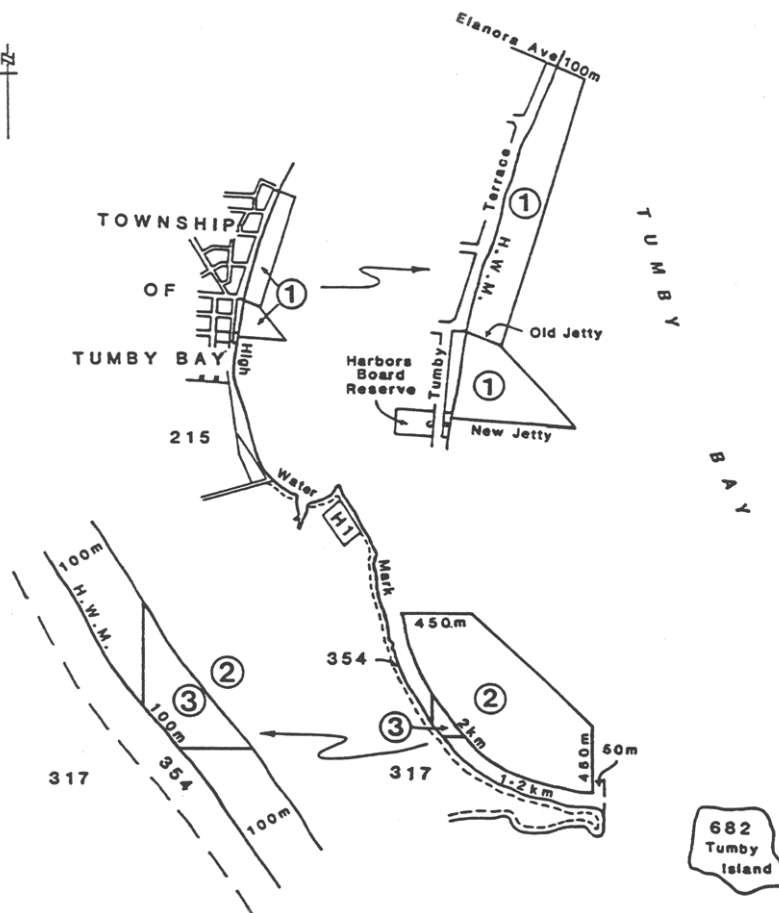 N
Elanora Ave
100m
Terrace
①
H.W.M.
Old Jetty
Tumby
Harbors
Board
Reserve
①
New Jetty
TOWNSHIP
OF
TUMBY BAY
①
High
215
Water
H1
Mark
TUMBY
BAY
100m
H.W.M.
②
③
100m
354
317
100m
450m
354
②
③
2km
317
1·2km
450m
50m
682
Tumby
Island